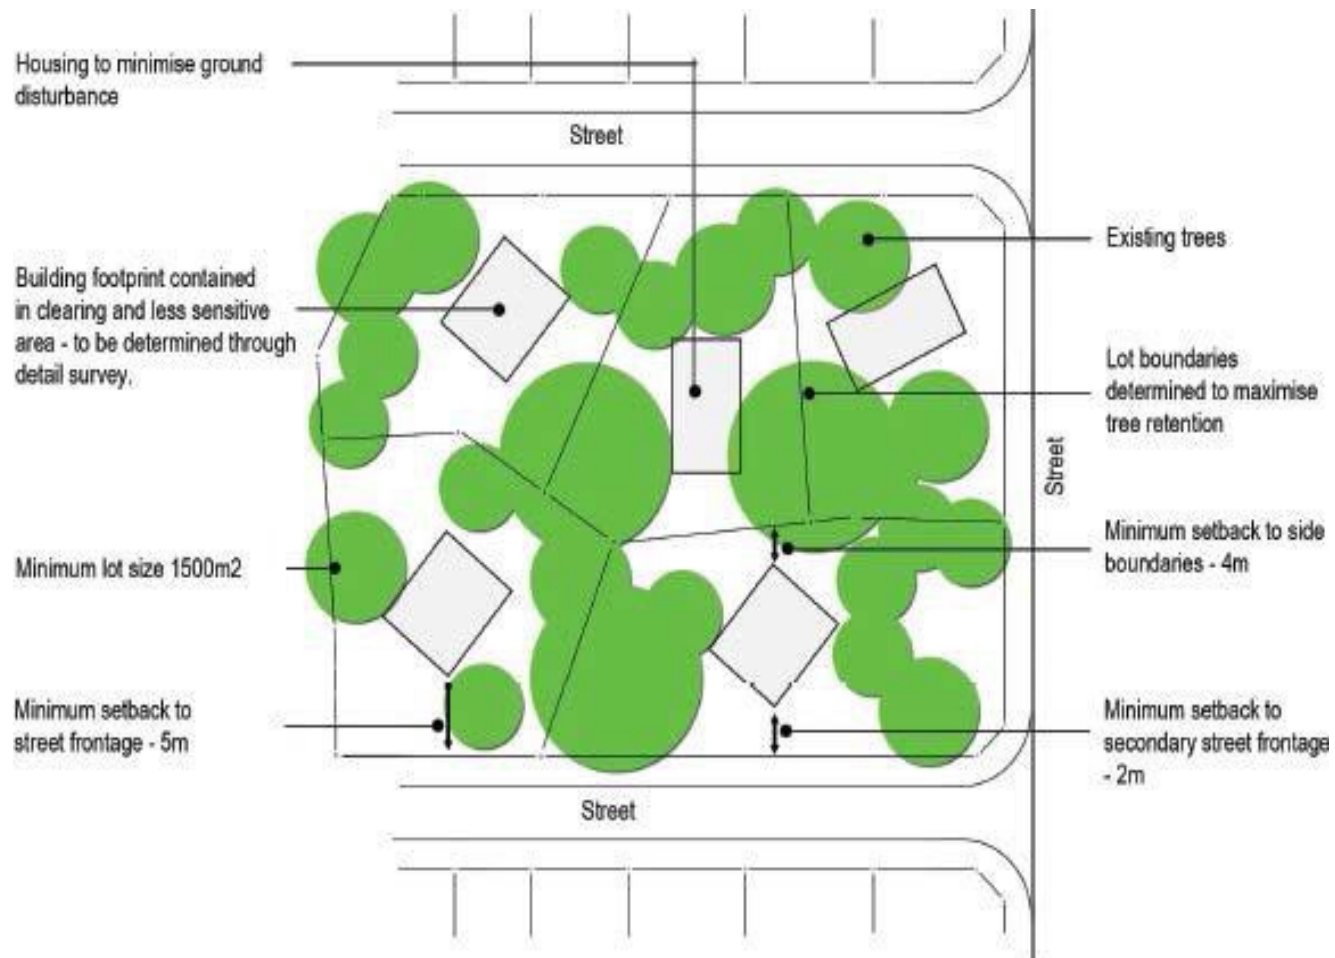 Housing to minimise ground
disturbance
Street
Existing trees
Building footprint contained
in clearing and less sensitive
area - to be determined through
detail survey.
Lot boundaries
determined to maximise
tree retention
Street
Minimum setback to side
boundaries - 4m
Minimum lot size 1500m2
Minimum setback to
street frontage - 5m
Minimum setback to
secondary street frontage
- 2m
Street